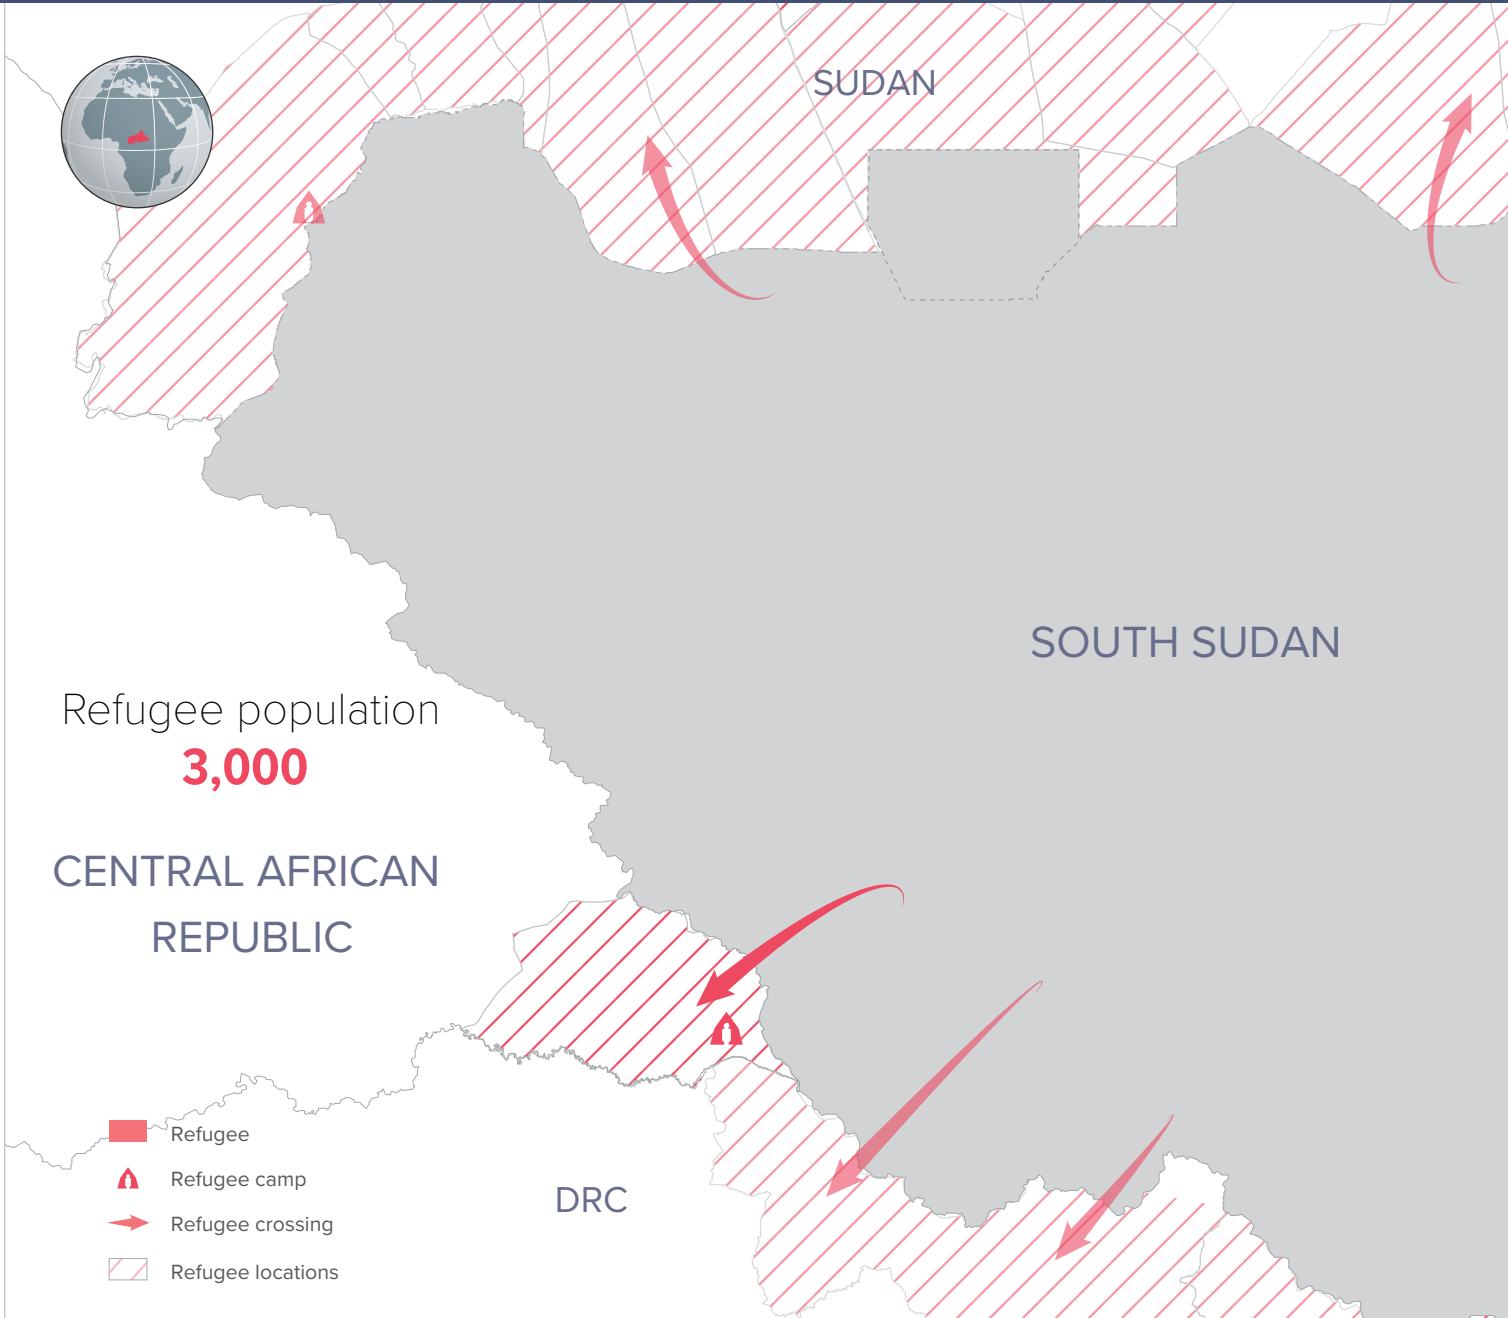 SUDAN
SOUTH SUDAN
Refugee population
3,000
CENTRAL AFRICAN
REPUBLIC
Refugee
Refugee camp
Refugee crossing
Refugee locations
DRC